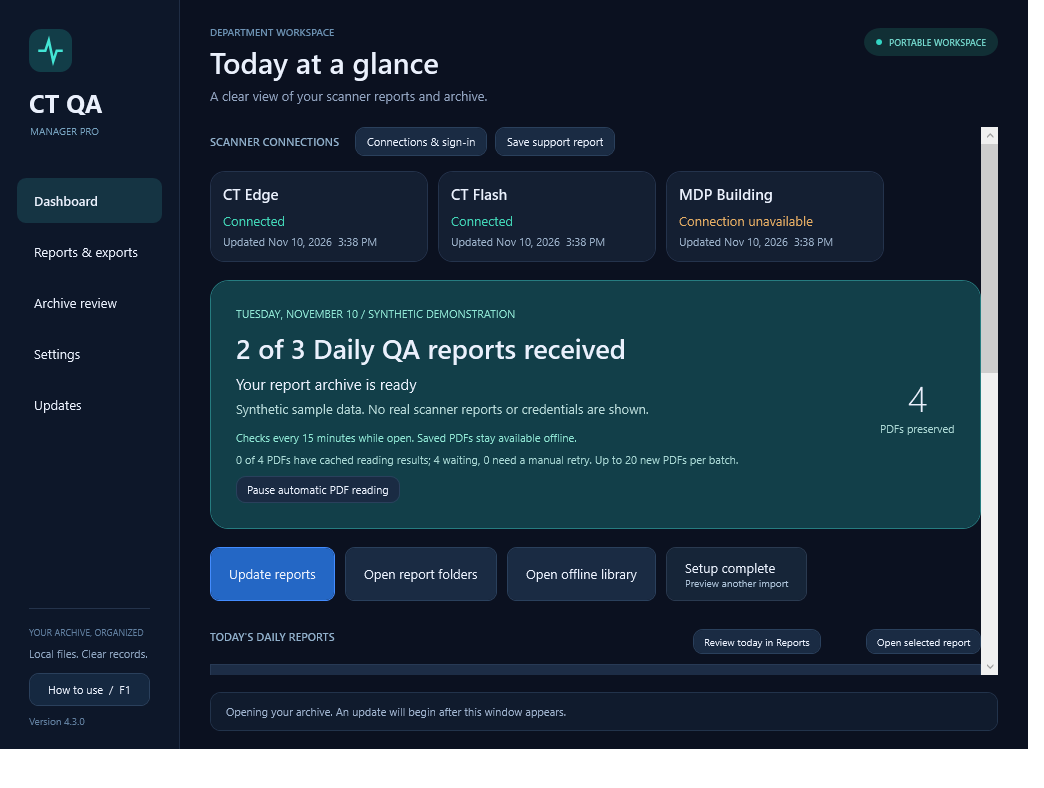 CT QA
MANAGER PRO
Dashboard
Reports & exports
Archive review
Settings
Updates
YOUR ARCHIVE, ORGANIZED
Local files. Clear records.
How to use / F1
Version 4.3.0
DEPARTMENT WORKSPACE
Today at a glance
A clear view of your scanner reports and archive.
PORTABLE WORKSPACE
SCANNER CONNECTIONS
Connections & sign-in
Save support report
CT Edge
Connected
Updated Nov 10, 2026 3:38 PM
CT Flash
Connected
Updated Nov 10, 2026 3:38 PM
MDP Building
Connection unavailable
Updated Nov 10, 2026 3:38 PM
TUESDAY, NOVEMBER 10 / SYNTHETIC DEMONSTRATION
2 of 3 Daily QA reports received
Your report archive is ready
Synthetic sample data. No real scanner reports or credentials are shown.
Checks every 15 minutes while open. Saved PDFs stay available offline.
0 of 4 PDFs have cached reading results; 4 waiting, 0 need a manual retry. Up to 20 new PDFs per batch.
Pause automatic PDF reading
4
PDFs preserved
Update reports
Open report folders
Open offline library
Setup complete
Preview another import
TODAY'S DAILY REPORTS
Review today in Reports
Open selected report
Opening your archive. An update will begin after this window appears.